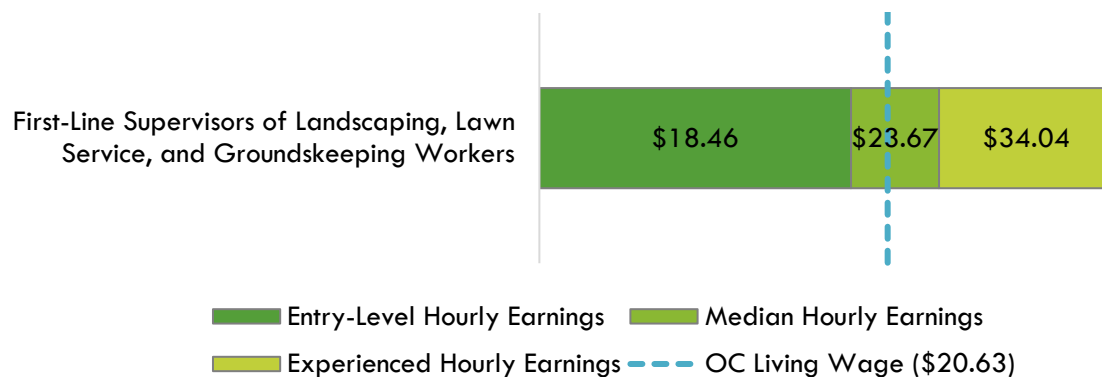 First-Line Supervisors of Landscaping, Lawn
Service, and Groundskeeping Workers
$18.46
$23.67
$34.04
Entry-Level Hourly Earnings
Median Hourly Earnings
Experienced Hourly Earnings
OC Living Wage ($20.63)